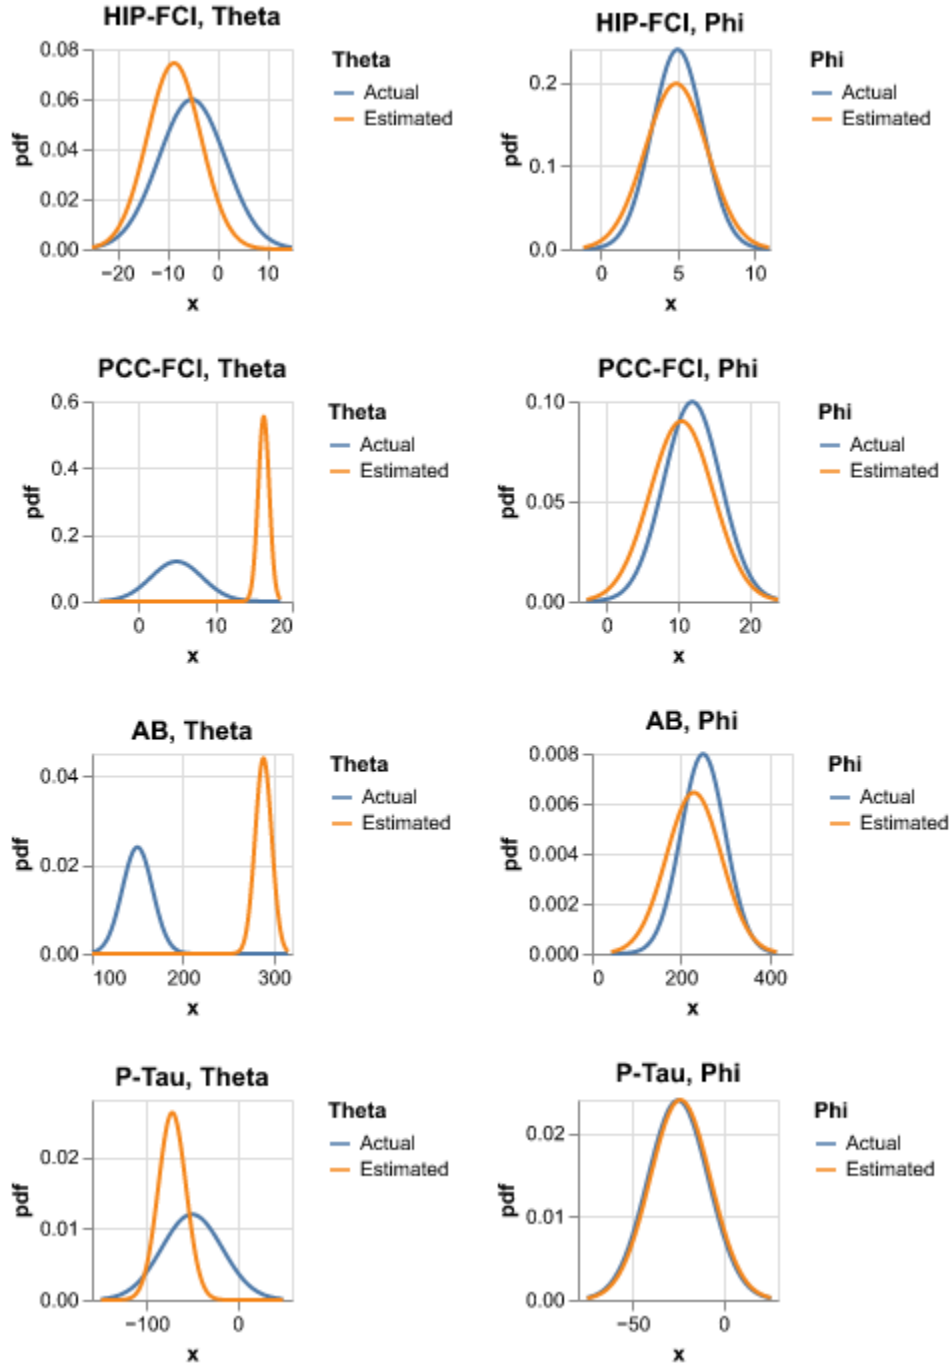 HIP-FCI, Theta
0.08
0.06
0.04
0.02
0.00
pdf
−20 −10 0 10
x
Theta
Actual
Estimated
HIP-FCI, Phi
0.2
0.1
0.0
pdf
0 5 10
x
Phi
Actual
Estimated
PCC-FCI, Theta
0.6
0.4
0.2
0.0
pdf
0 10 20
x
Theta
Actual
Estimated
PCC-FCI, Phi
0.10
0.05
0.00
pdf
0 10 20
x
Phi
Actual
Estimated
AB, Theta
0.04
0.02
0.00
pdf
100 200 300
x
Theta
Actual
Estimated
AB, Phi
0.008
0.006
0.004
0.002
0.000
pdf
0 200 400
x
Phi
Actual
Estimated
P-Tau, Theta
0.02
0.01
0.00
pdf
−100 0
x
Theta
Actual
Estimated
P-Tau, Phi
0.02
0.01
0.00
pdf
−50 0
x
Phi
Actual
Estimated